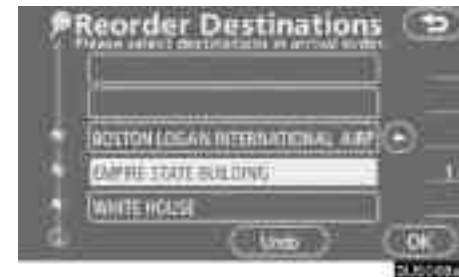 Reorder Destinations
Please select destinations in arrival order
BOSTON LOGAN INTERNATIONAL AIRP
EMPIRE STATE BUILDING
1
WHITE HOUSE
Undo
OK